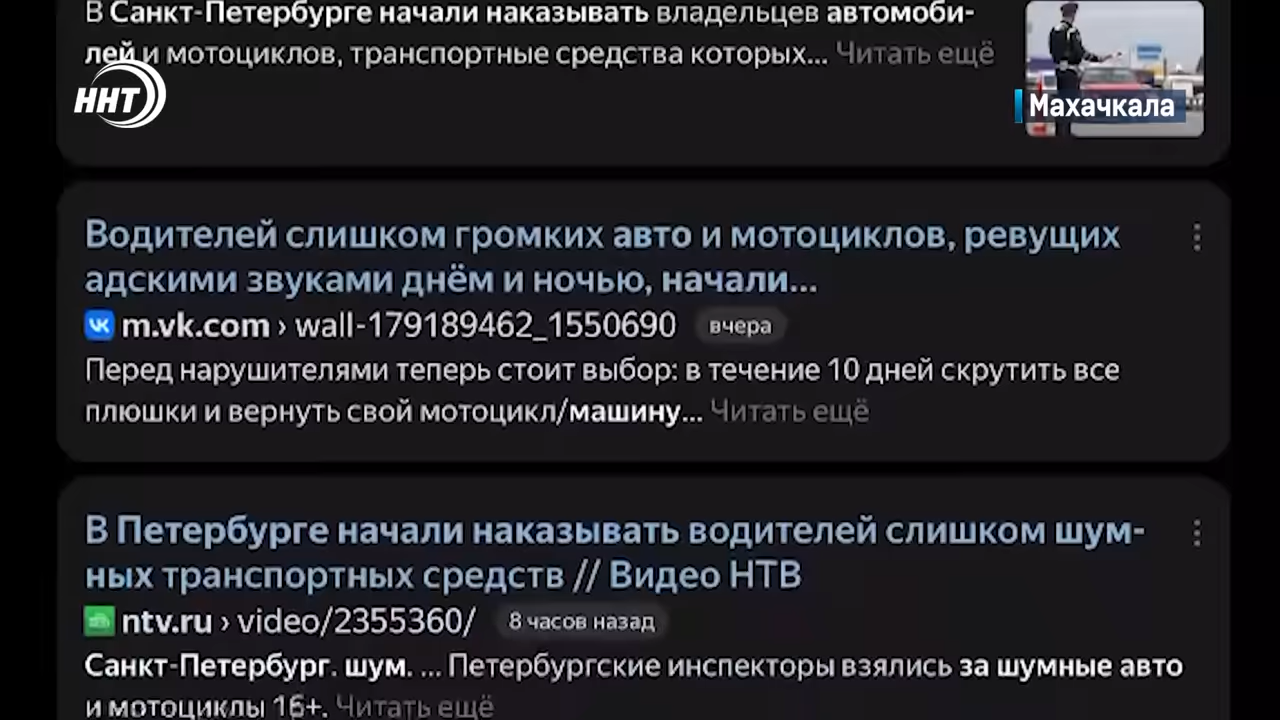 В Санкт-Петербурге начали наказывать владельцев автомоби-
лей и мотоциклов, транспортные средства которых... Читать ещё
ННТ
Махачкала
Водителей слишком громких авто и мотоциклов, ревущих
адскими звуками днём и ночью, начали...
m.vk.com › wall-179189462_1550690 вчера
Перед нарушителями теперь стоит выбор: в течение 10 дней скрутить все
плюшки и вернуть свой мотоцикл/машину... Читать ещё
В Петербурге начали наказывать водителей слишком шум-
ных транспортных средств // Видео НТВ
ntv.ru › video/2355360/ 8 часов назад
Санкт-Петербург. шум. ... Петербургские инспекторы взялись за шумные авто
и мотоциклы 16+. Читать ещё